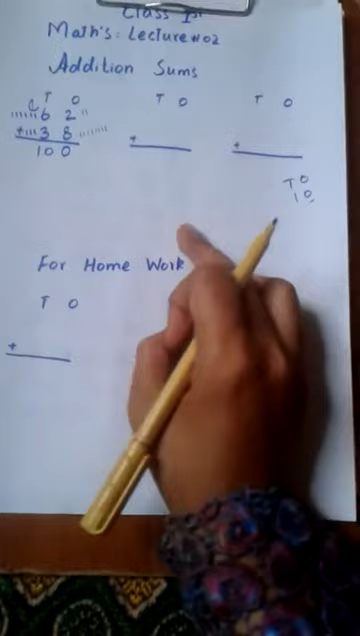 Class 1st
Math's: Lecture#02
Addition Sums
T O
C
6 2
+ 3 8
1 0 0
T O
+
T O
+
T O
1 0
For Home Work
T O
+